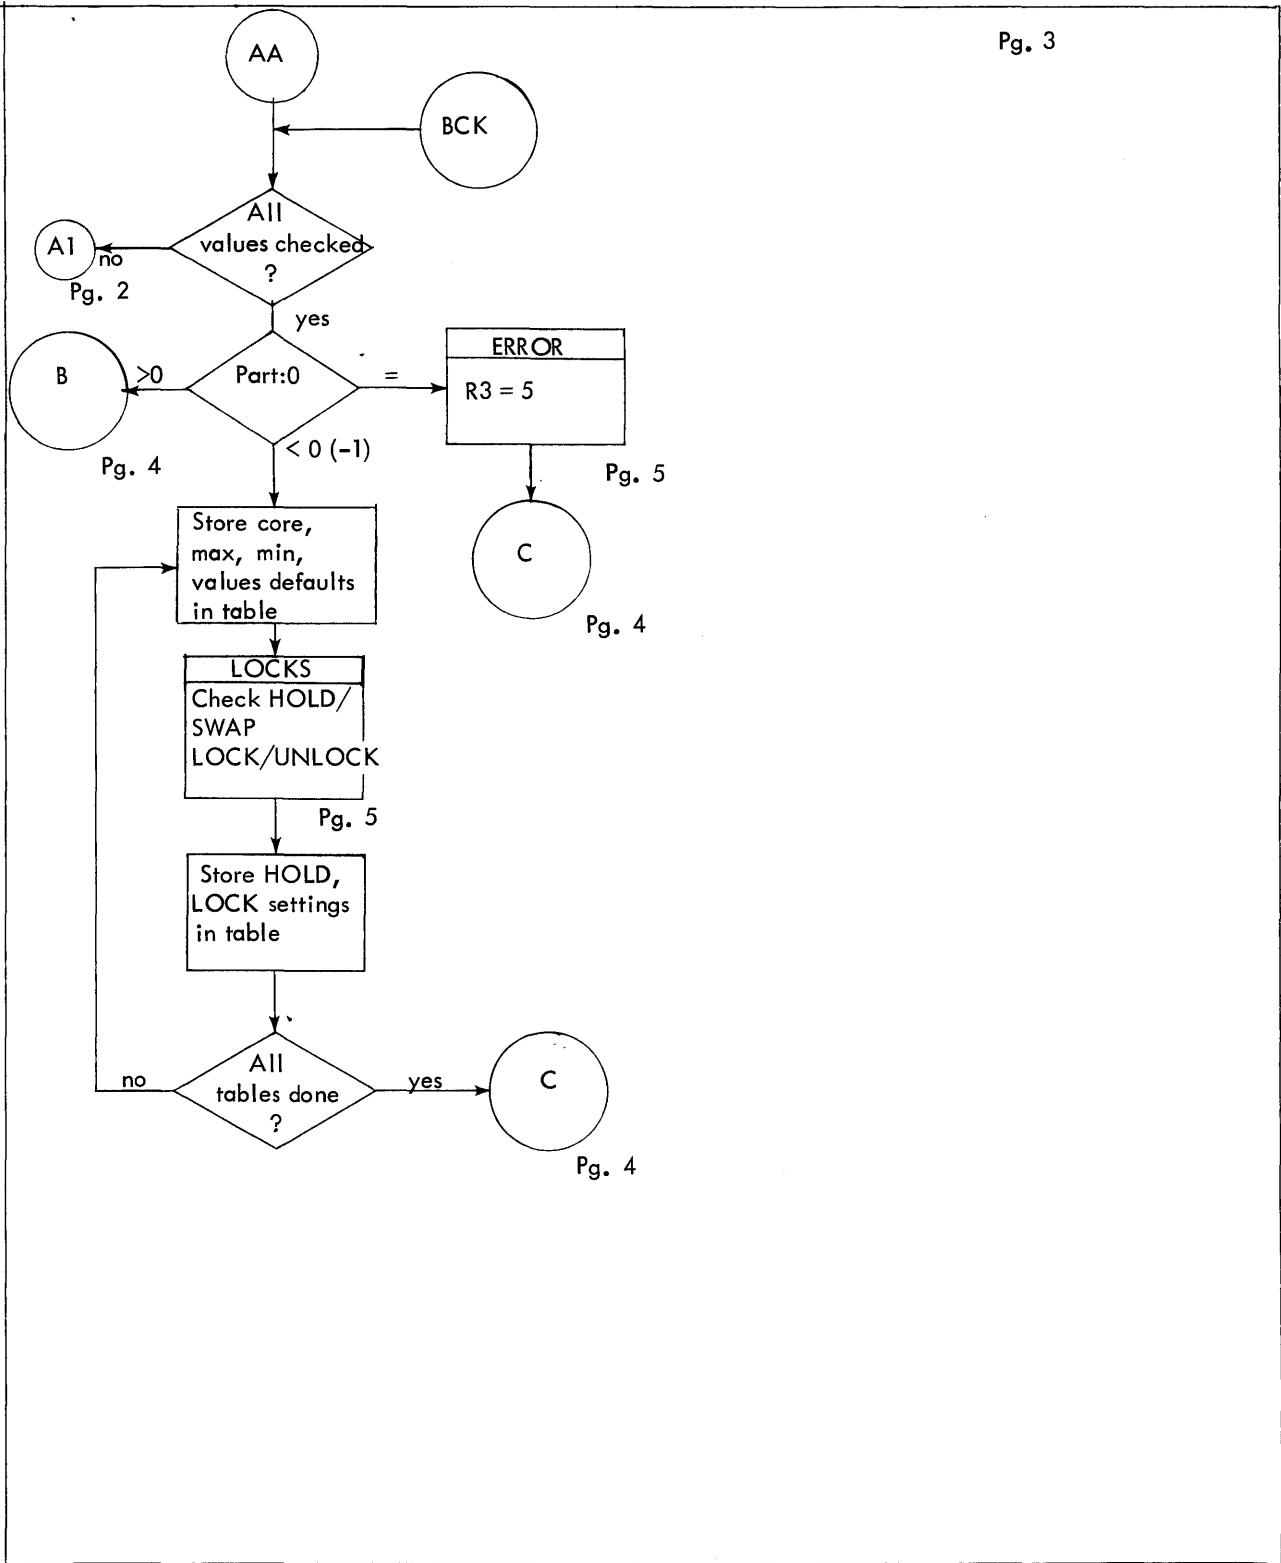 Pg. 3
AA
BCK
All
values checked
?
A1
no
Pg. 2
yes
B
>0
Part:0
=
ERROR
R3 = 5
Pg. 4
< 0 (-1)
Pg. 5
Store core,
max, min,
values defaults
in table
C
Pg. 4
LOCKS
Check HOLD/
SWAP
LOCK/UNLOCK
Pg. 5
Store HOLD,
LOCK settings
in table
All
tables done
?
no
yes
C
Pg. 4